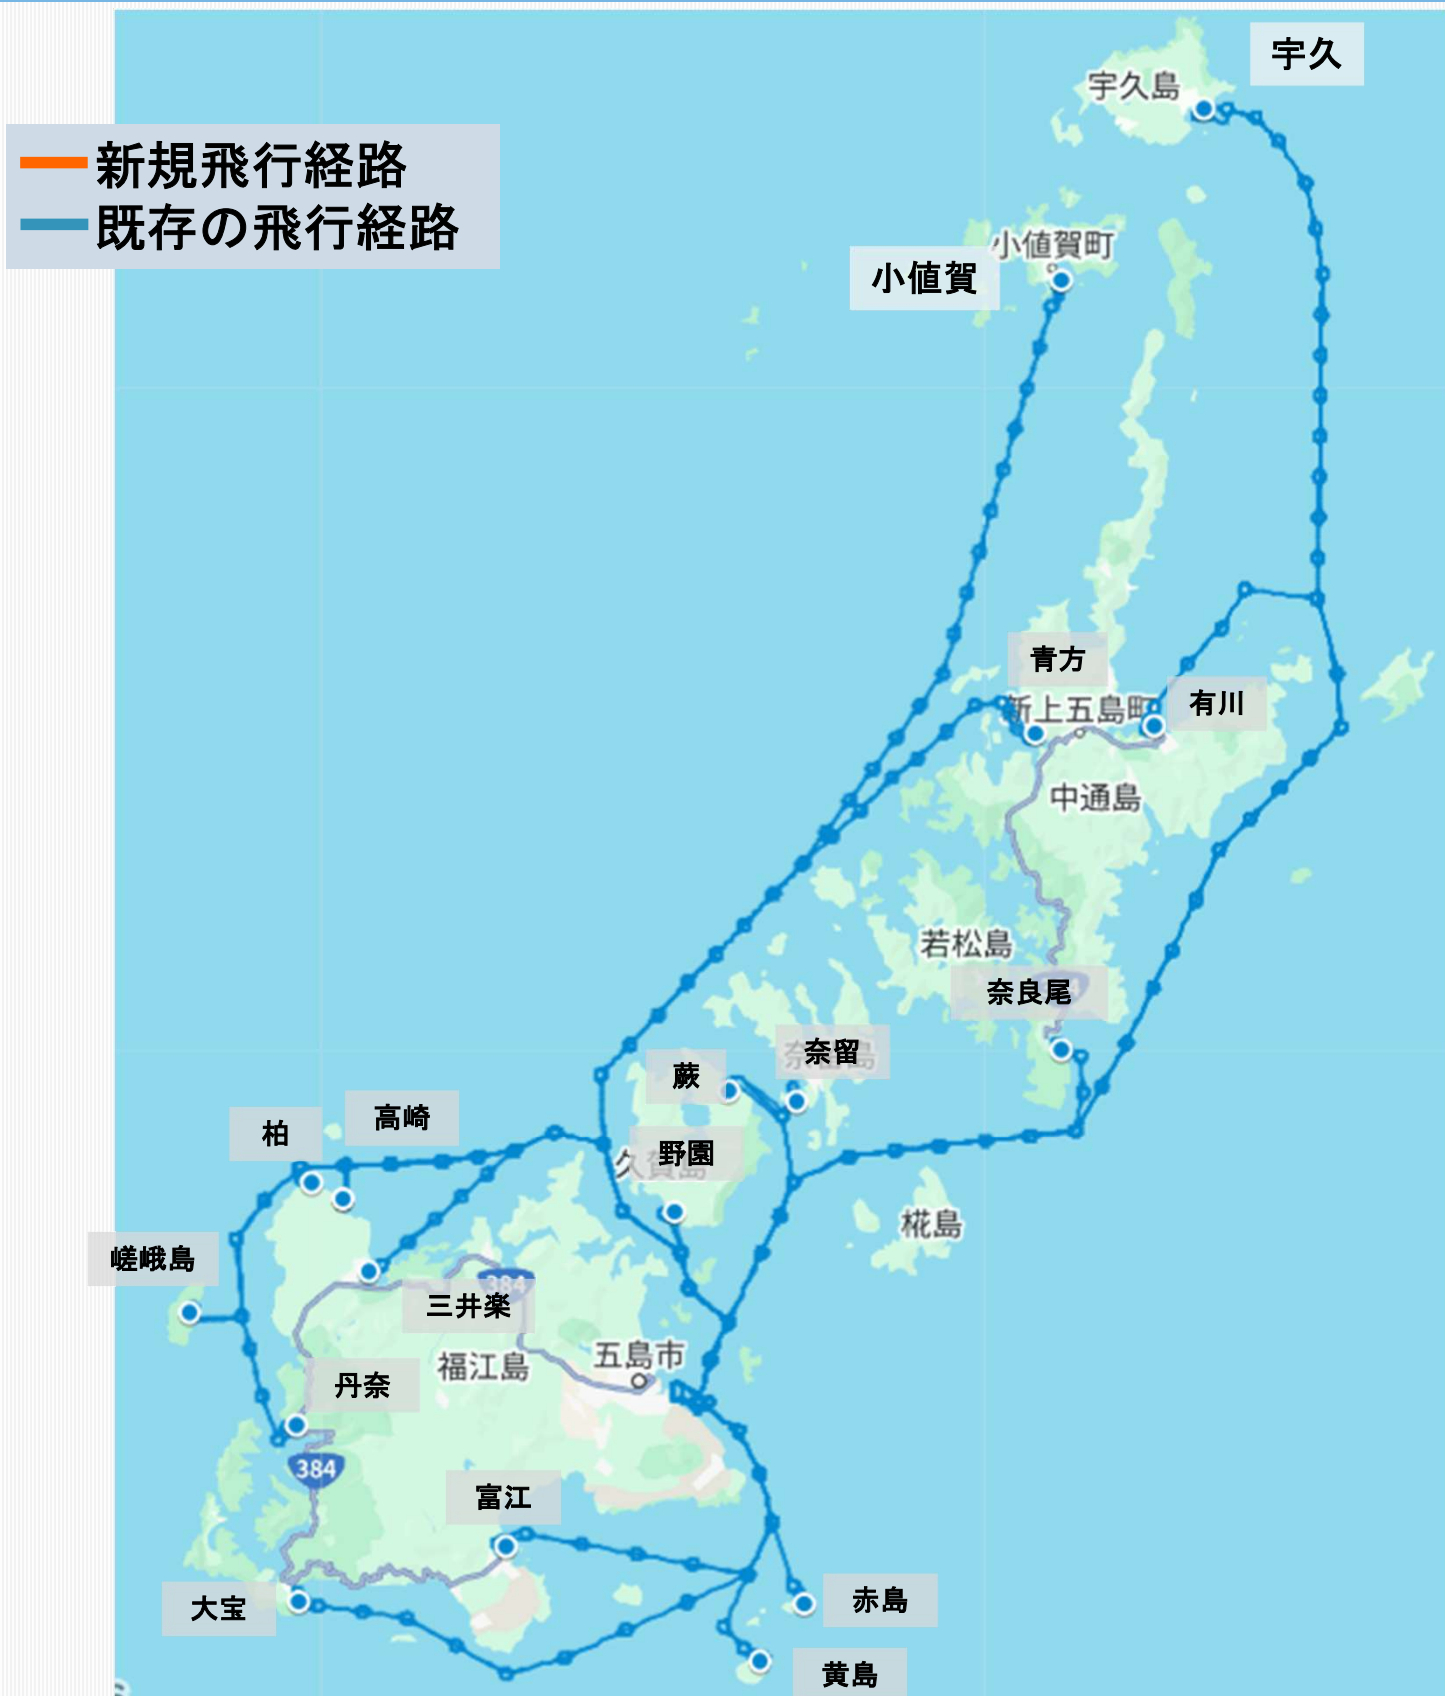 宇久
宇久島
新規飛行経路
既存の飛行経路
小値賀町
小値賀
青方
新上五島町
有川
中通島
若松島
奈良尾
奈留
蕨
高崎
柏
野園
久賀島
椛島
嵯峨島
384
三井楽
五島市
福江島
丹奈
384
富江
赤島
大宝
黄島